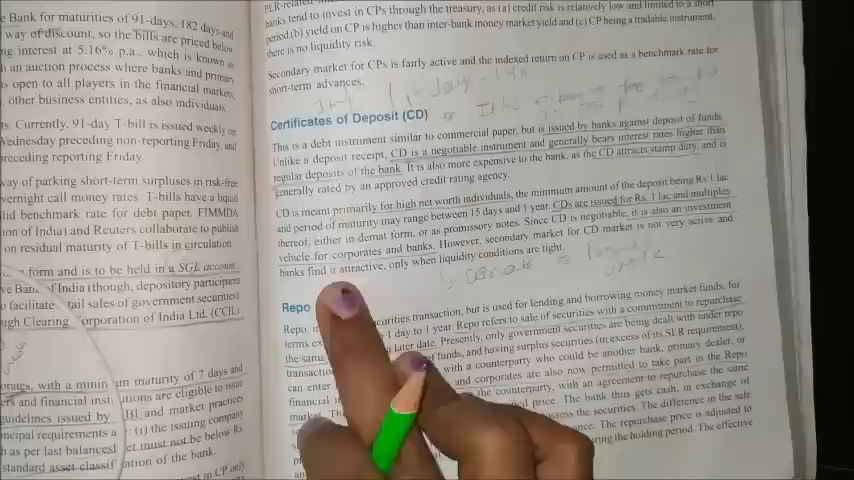 e Bank for maturities of 91-days, 182 days and
way of discount, so the bills are priced below
ng interest at 5.16% p.a., which is known as
h an auction process where banks and primary
is open to all players in the financial markets,
other business entities, as also individuals.
ts. Currently, 91-day T-bill is issued weekly on
Wednesday preceding non-reporting Friday, and
preceding reporting Friday.
way of parking short-term surpluses in risk-free
vernight call money rates. T-bills have a liquid
lid benchmark rate for debt paper. FIMMDA
ion of India) and Reuters collaborate to publish
on residual maturity of T-bills in circulation
form and is to be held in a SGL account
ve Bank of India (though, depository participants
o facilitate tail sales of government securities)
ugh Clearing Corporation of India Ltd. (CCIL)
orates, with a minin um maturity of 7 days and
ers and financial inst utions are eligible to issue
guidelines issued by BI and market practices
ncipal requirements a : (i) the issuing company
h as per last balances et must not be below Rs
standard asset classif ation of the bank.
vest in CP only
PLR-related
banks tend to invest in CPs through the treasury, as (a) credit risk is relatively low and limited to a short
period (b) yield on CP is higher than inter-bank money market yield and (c) CP being a tradable instrument,
there is no liquidity risk.
Secondary market for CPs is fairly active and the indexed return on CP is used as a benchmark rate for
short-term advances.
Certificates of Deposit (CD)
This is a debt instrument similar to commercial paper, but is issued by banks against deposit of funds.
Unlike a deposit receipt, CD is a negotiable instrument and generally bears interest rates higher than
regular deposits of the bank. It is also more expensive to the bank, as the CD attracts stamp duty, and is
generally rated by an approved credit rating agency.
CD is meant primarily for high net worth individuals, the minimum amount of the deposit being Rs 1 lac
and period of maturity may range between 15 days and 1 year. CDs are issued for Rs. 1 lac and multiples
thereof, either in demat form, or as promissory notes. Since CD is negotiable, it is also an investment
vehicle for corporates and banks. However, secondary market for CD market is not very active and
banks find it attractive, only when liquidity conditions are tight.
Repo
Repo, i securities transaction, but is used for lending and borrowing money market funds, for
terms ex 1 day to 1 year. Repo refers to sale of securities with a commitment to repurchase
the same later date. Presently, only government securities are being dealt with under repo
transactio of funds, and having surplus securities (in excess of its SLR requirement),
can enter with a counterparty who could be another bank, primary dealer, or
financial i and corporates are also now permitted to take part in the Repo
market. Th the counterparty, with an agreement to repurchase the same
ned price. The bank thus gets cash, in exchange of
ssess the securities. The difference in the sale
nce. The repurchase price is adjusted to
ring the holding period. The effective